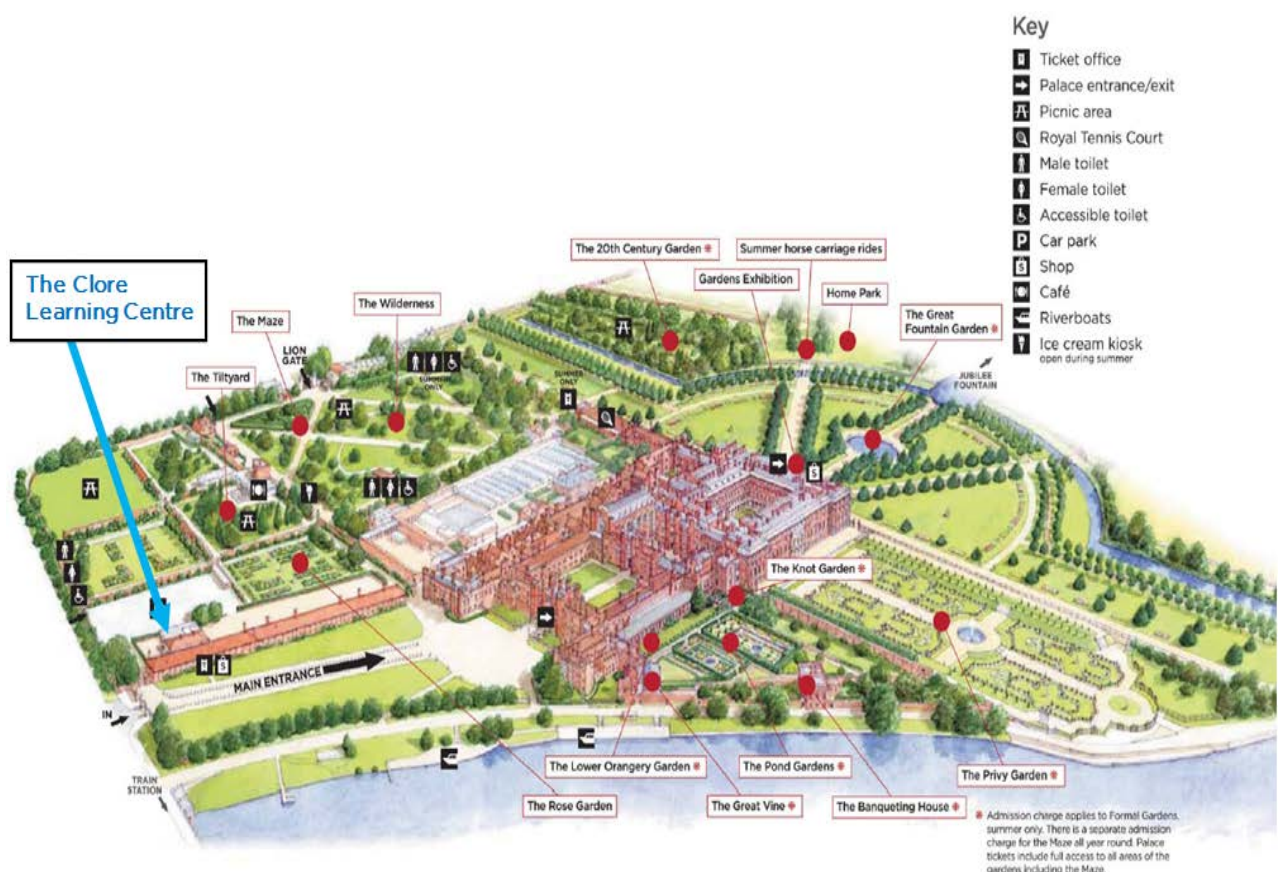 Key
Ticket office
Palace entrance/exit
Picnic area
Royal Tennis Court
Male toilet
Female toilet
Accessible toilet
P Car park
Shop
Café
Riverboats
Ice cream kiosk
open during summer
The 20th Century Garden *
Summer horse carriage rides
Gardens Exhibition
Home Park
The Great
Fountain Garden *
The Clore
Learning Centre
The Wilderness
The Maze
LION
GATE
The Tiltyard
SUMMER
ONLY
SUMMER
ONLY
JUBILEE
FOUNTAIN
The Knot Garden *
MAIN ENTRANCE
IN
TRAIN
STATION
The Lower Orangery Garden *
The Pond Gardens *
The Privy Garden *
The Rose Garden
The Great Vine *
The Banqueting House *
* Admission charge applies to Formal Gardens,
summer only. There is a separate admission
charge for the Maze all year round. Palace
tickets include full access to all areas of the
gardens including the Maze.